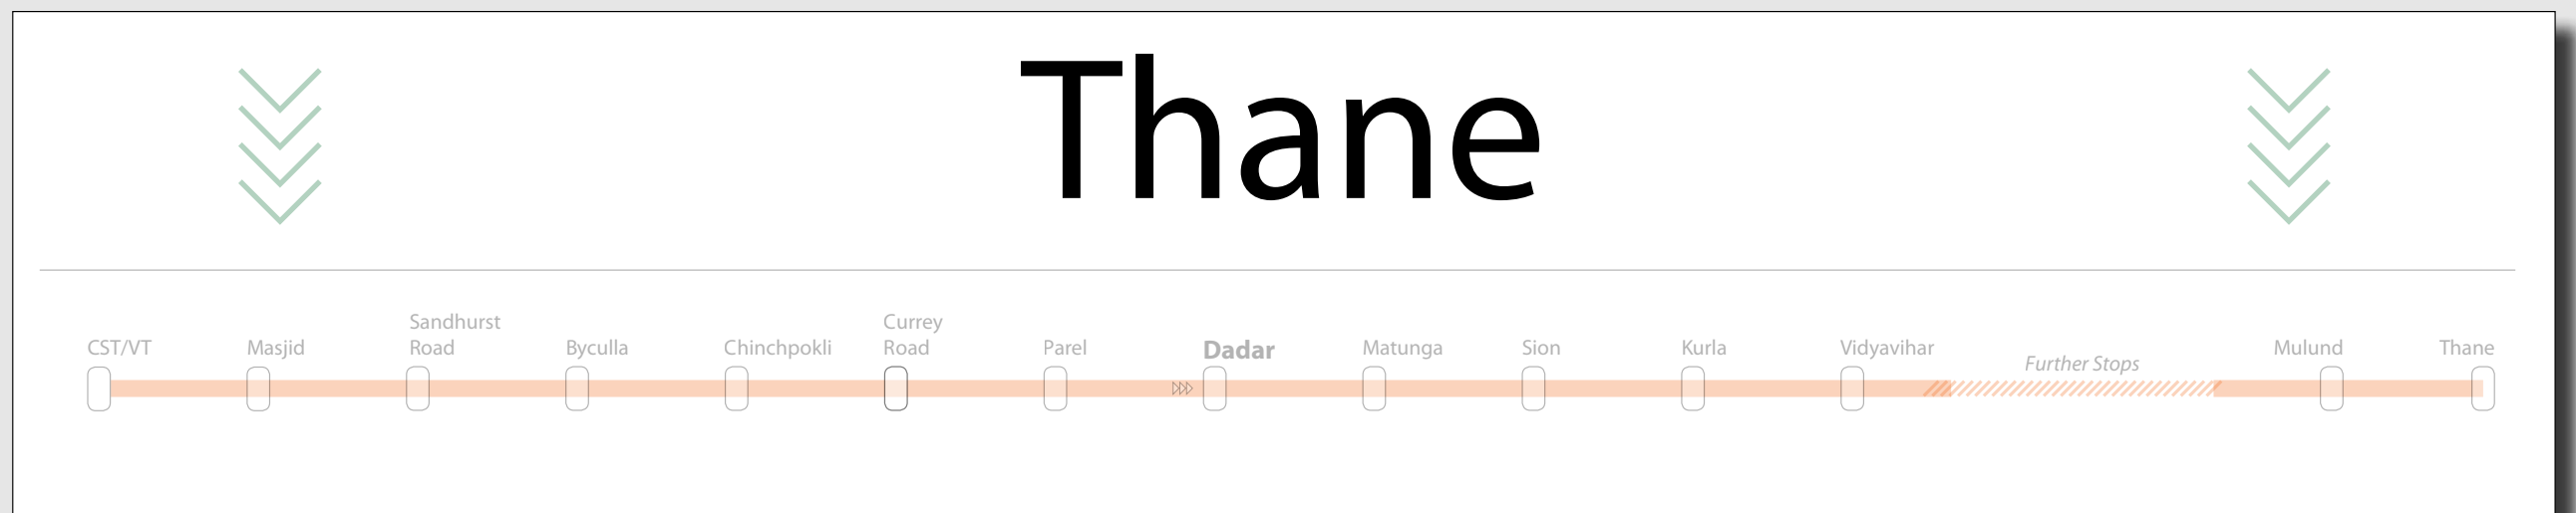 Thane
CST/VT
Masjid
Sandhurst
Road
Byculla
Chinchpokli
Currey
Road
Parel
Dadar
Matunga
Sion
Kurla
Vidyavihar
Further Stops
Mulund
Thane